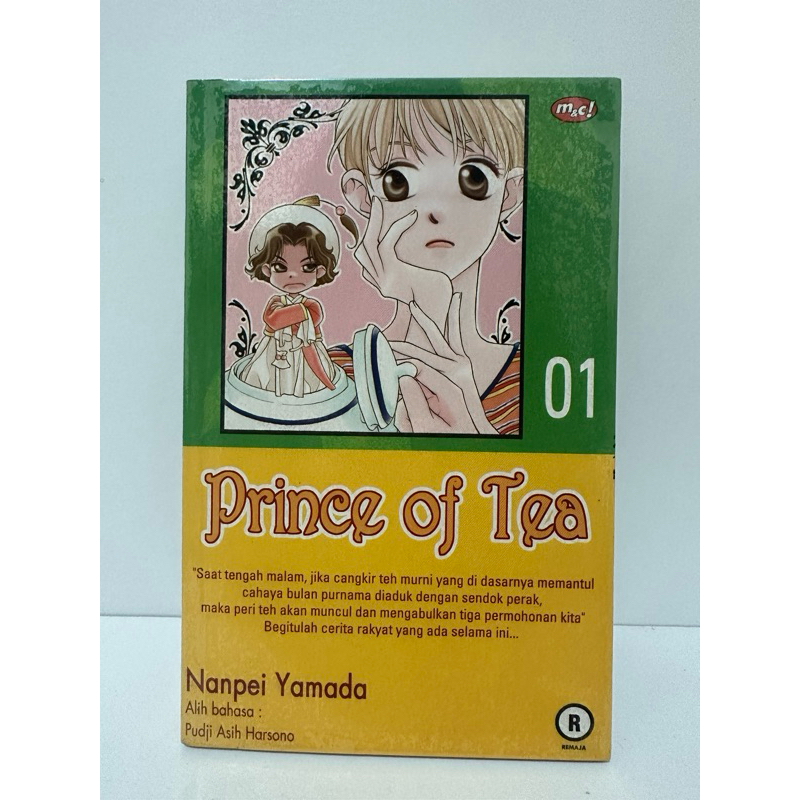 m&c!
01
Prince of Tea
"Saat tengah malam, jika cangkir teh murni yang di dasarnya memantul
cahaya bulan purnama diaduk dengan sendok perak,
maka peri teh akan muncul dan mengabulkan tiga permohonan kita"
Begitulah cerita rakyat yang ada selama ini...
Nanpei Yamada
Alih bahasa :
Pudji Asih Harsono
R
REMAJA